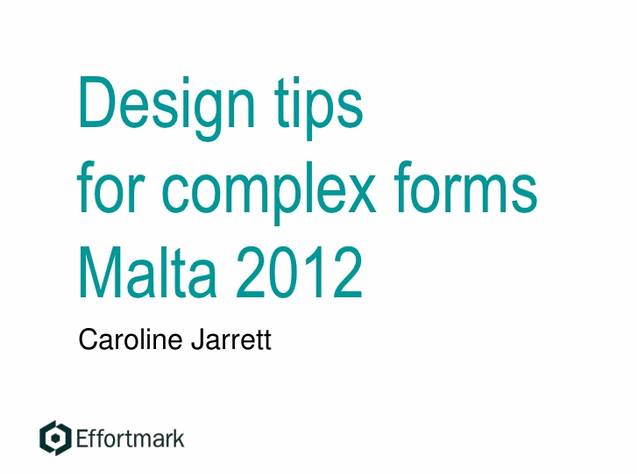 Design tips
for complex forms
Malta 2012
Caroline Jarrett
Effortmark